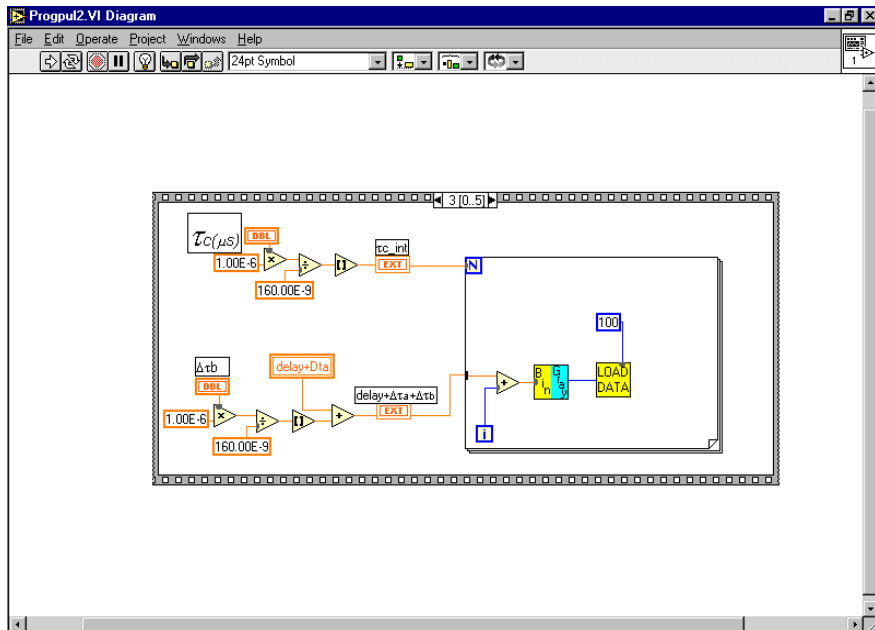 Progpul2.VI Diagram
File Edit Operate Project Windows Help
24pt Symbol
1
3 [0..5]
τc(μs)
DBL
τc_int
1.00E-6
EXT
N
160.00E-9
100
Δτb
delay+Dta
B i n G r a y
LOAD DATA
DBL
delay+Δτa+Δτb
EXT
1.00E-6
i
160.00E-9